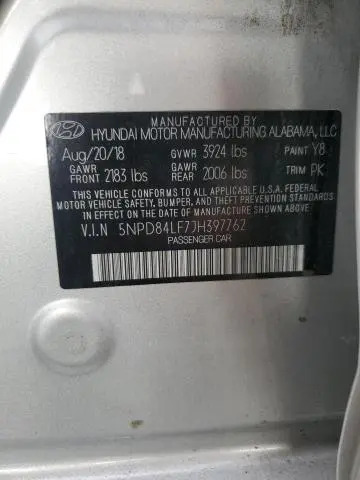 MANUFACTURED BY
HYUNDAI MOTOR MANUFACTURING ALABAMA, LLC
Aug/20/18 GVWR 3924 lbs PAINT Y8
GAWR FRONT 2183 lbs GAWR REAR 2006 lbs TRIM PK
THIS VEHICLE CONFORMS TO ALL APPLICABLE U.S.A. FEDERAL
MOTOR VEHICLE SAFETY, BUMPER, AND THEFT PREVENTION STANDARDS
IN EFFECT ON THE DATE OF MANUFACTURE SHOWN ABOVE.
V.I.N 5NPD84LF7JH397762
PASSENGER CAR